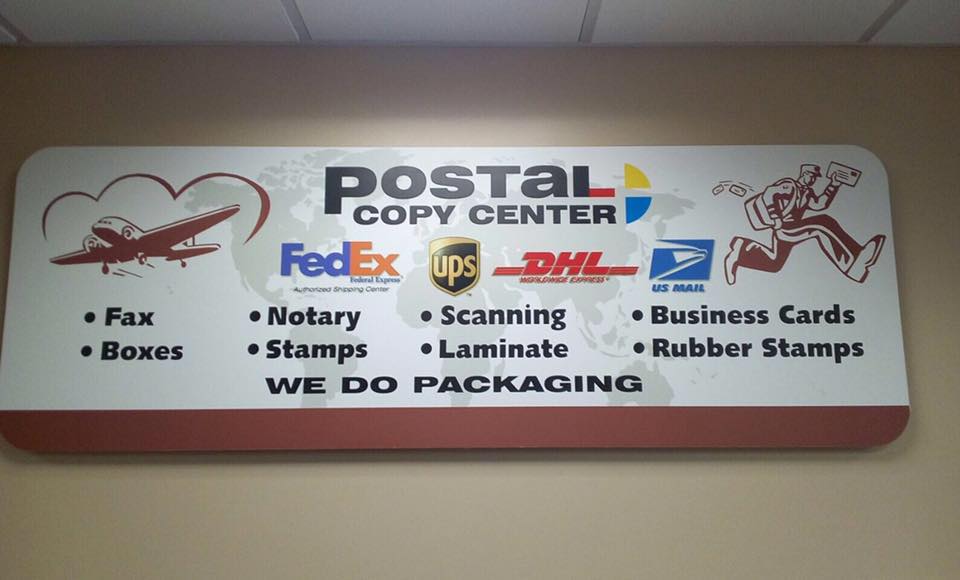 Postal
COPY CENTER
FedEx
Federal Express
Authorized Shipping Center
ups
DHL
WORLDWIDE EXPRESS
US MAIL
• Fax • Notary • Scanning • Business Cards
• Boxes • Stamps • Laminate • Rubber Stamps
WE DO PACKAGING